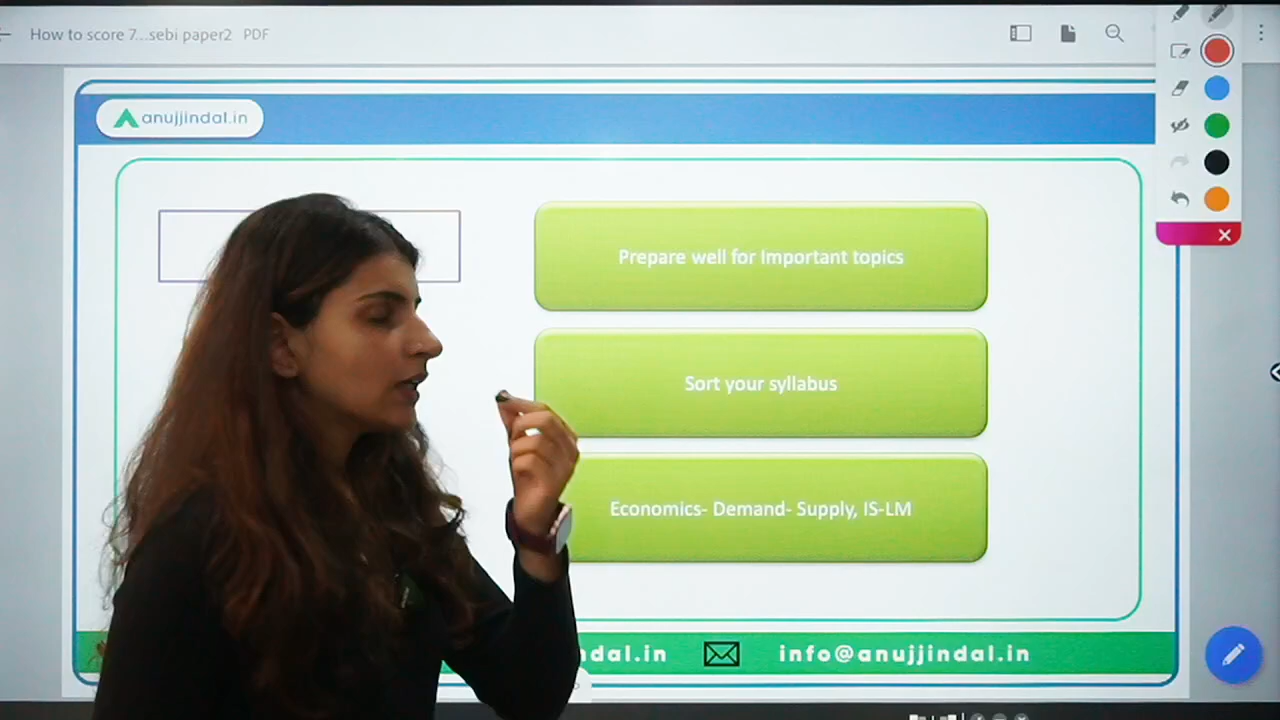 How to score 7...sebi paper2 PDF
anujjindal.in
Prepare well for Important topics
Sort your syllabus
Economics- Demand- Supply, IS-LM
ndal.in
info@anujjindal.in